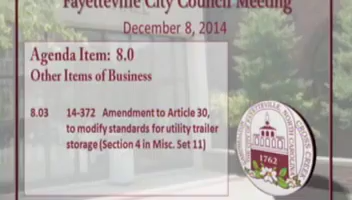 Fayetteville City Council Meeting
December 8, 2014
Agenda Item: 8.0
Other Items of Business
8.03 14-372 Amendment to Article 30,
to modify standards for utility trailer
storage (Section 4 in Misc. Set 11)
1762